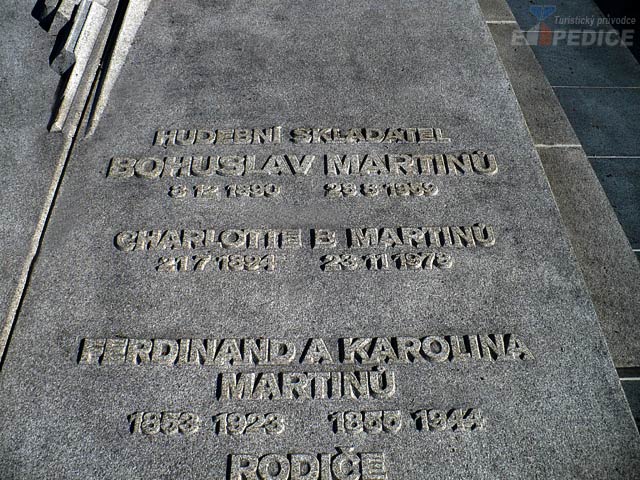 Turistický průvodce
EXPEDICE
HUDEBNÍ SKLADATEL
BOHUSLAV MARTINŮ
8 12 1890 28 8 1959
CHARLOTTE B MARTINŮ
21 7 1894 23 11 1978
FERDINAND A KAROLINA
MARTINŮ
1853 1923 1855 1944
RODIČE